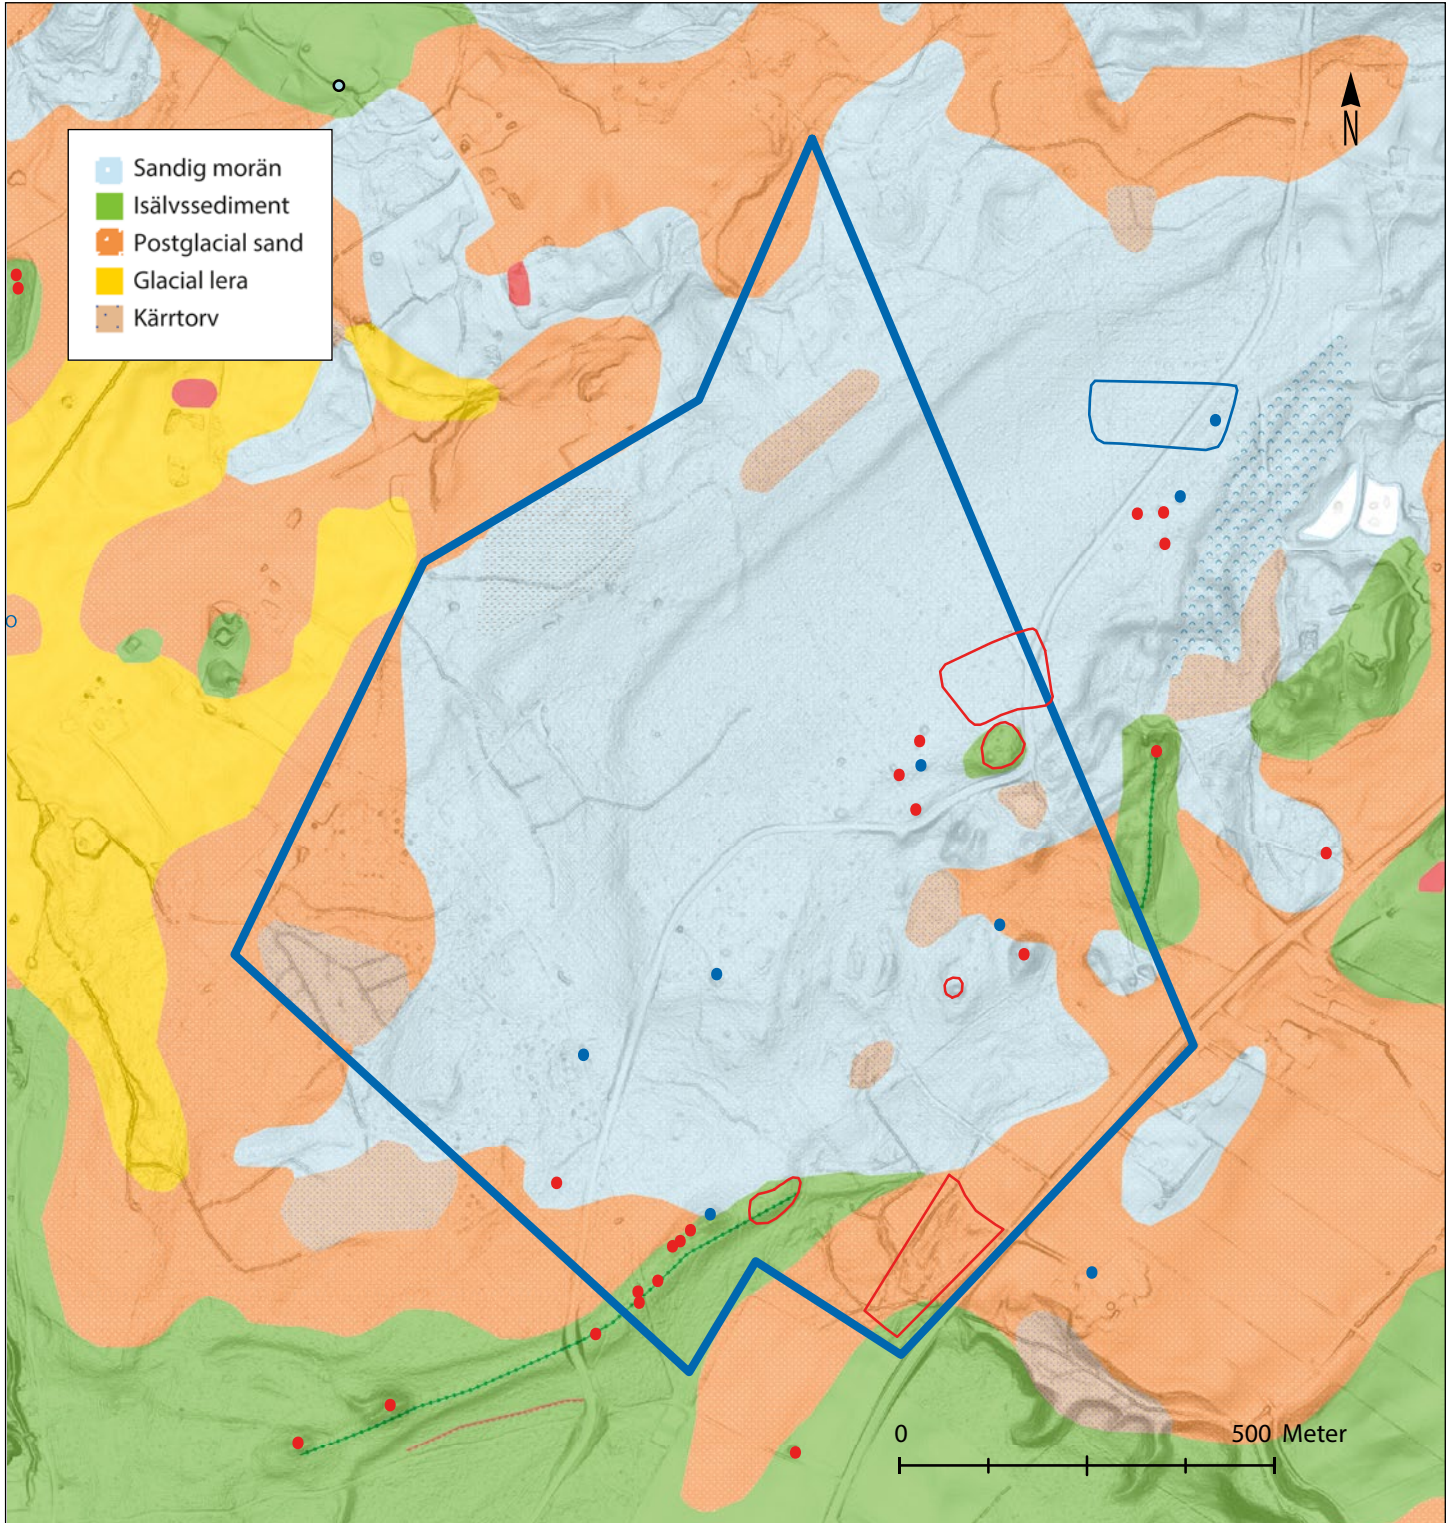 N
Sandig morän
Isälvssediment
Postglacial sand
Glacial lera
Kärrtorv
0 500 Meter